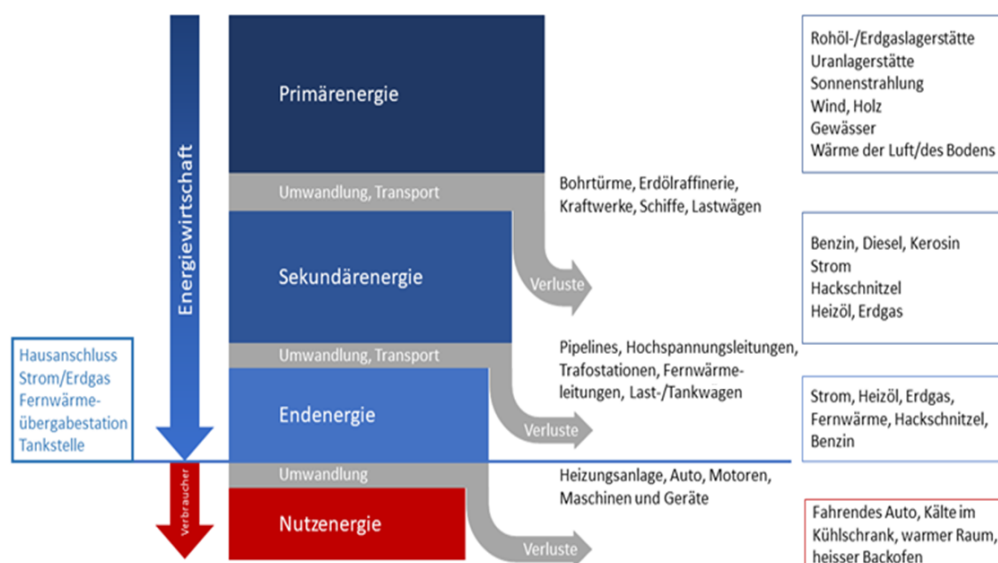 Energiewirtschaft
Verbraucher
Hausanschluss
Strom/Erdgas
Fernwärme-
übergabestation
Tankstelle
Primärenergie
Umwandlung, Transport
Verluste
Sekundärenergie
Umwandlung, Transport
Verluste
Endenergie
Umwandlung
Verluste
Nutzenergie
Bohrtürme, Erdölraffinerie,
Kraftwerke, Schiffe, Lastwägen
Pipelines, Hochspannungsleitungen,
Trafostationen, Fernwärme-
leitungen, Last-/Tankwagen
Heizungsanlage, Auto, Motoren,
Maschinen und Geräte
Rohöl-/Erdgaslagerstätte
Uranlagerstätte
Sonnenstrahlung
Wind, Holz
Gewässer
Wärme der Luft/des Bodens
Benzin, Diesel, Kerosin
Strom
Hackschnitzel
Heizöl, Erdgas
Strom, Heizöl, Erdgas,
Fernwärme, Hackschnitzel,
Benzin
Fahrendes Auto, Kälte im
Kühlschrank, warmer Raum,
heisser Backofen